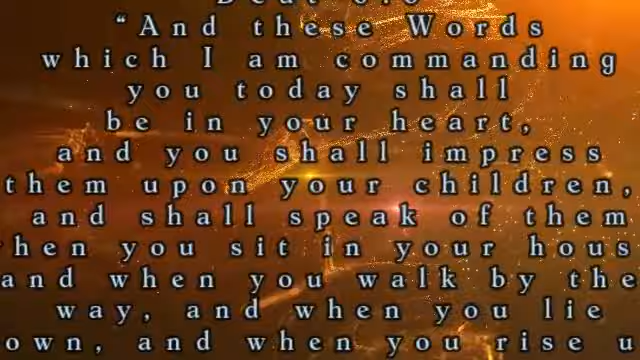 “And these Words
which I am commanding
you today shall
be in your heart,
and you shall impress
them upon your children,
and shall speak of them
hen you sit in your hous
and when you walk by the
way, and when you lie
own, and when you rise u